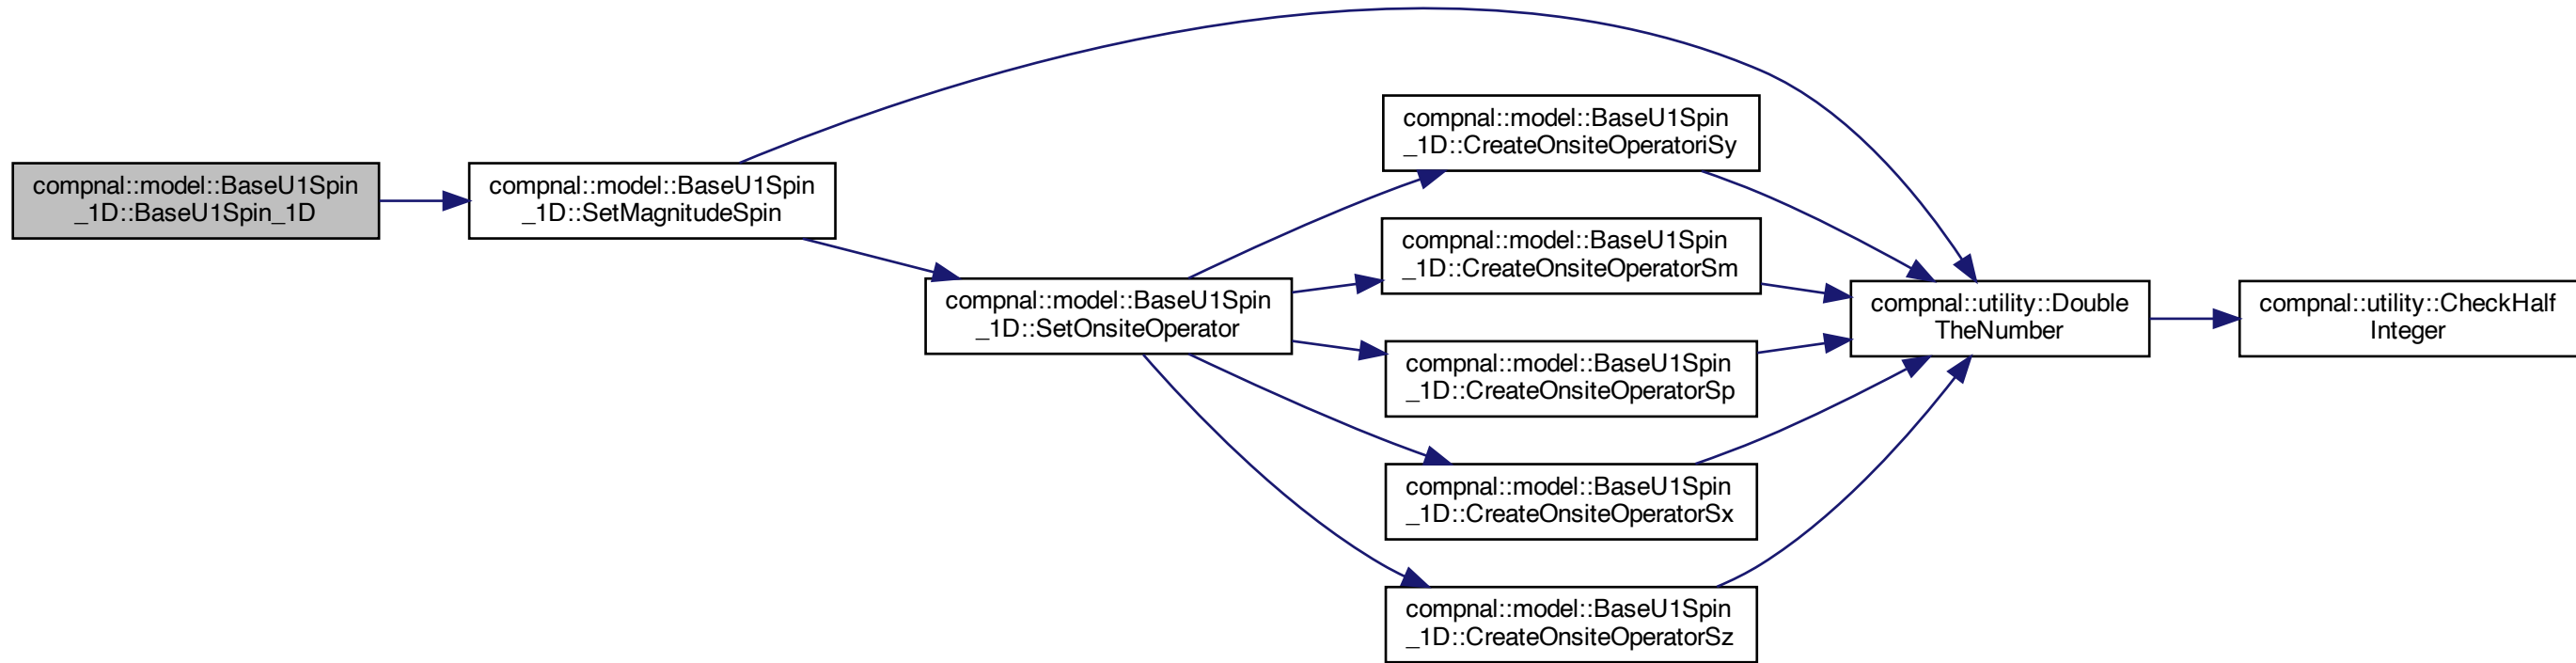 compnal::model::BaseU1Spin
_1D::BaseU1Spin_1D
compnal::model::BaseU1Spin
_1D::SetMagnitudeSpin
compnal::model::BaseU1Spin
_1D::SetOnsiteOperator
compnal::model::BaseU1Spin
_1D::CreateOnsiteOperatoriSy
compnal::model::BaseU1Spin
_1D::CreateOnsiteOperatorSm
compnal::model::BaseU1Spin
_1D::CreateOnsiteOperatorSp
compnal::model::BaseU1Spin
_1D::CreateOnsiteOperatorSx
compnal::model::BaseU1Spin
_1D::CreateOnsiteOperatorSz
compnal::utility::Double
TheNumber
compnal::utility::CheckHalf
Integer